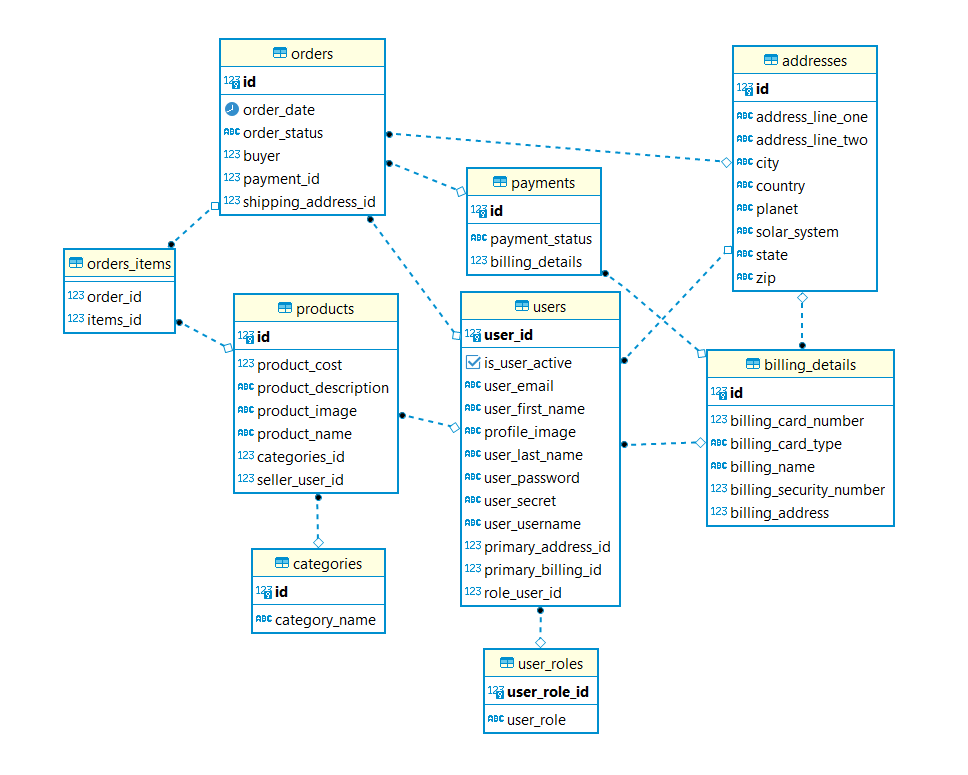 orders
123 id
order_date
ABC order_status
123 buyer
123 payment_id
123 shipping_address_id
addresses
123 id
ABC address_line_one
ABC address_line_two
ABC city
ABC country
ABC planet
ABC solar_system
ABC state
ABC zip
payments
123 id
ABC payment_status
123 billing_details
orders_items
123 order_id
123 items_id
products
123 id
123 product_cost
ABC product_description
ABC product_image
ABC product_name
123 categories_id
123 seller_user_id
users
123 user_id
is_user_active
ABC user_email
ABC user_first_name
ABC profile_image
ABC user_last_name
ABC user_password
ABC user_secret
ABC user_username
123 primary_address_id
123 primary_billing_id
123 role_user_id
billing_details
123 id
123 billing_card_number
ABC billing_card_type
ABC billing_name
123 billing_security_number
123 billing_address
categories
123 id
ABC category_name
user_roles
123 user_role_id
ABC user_role